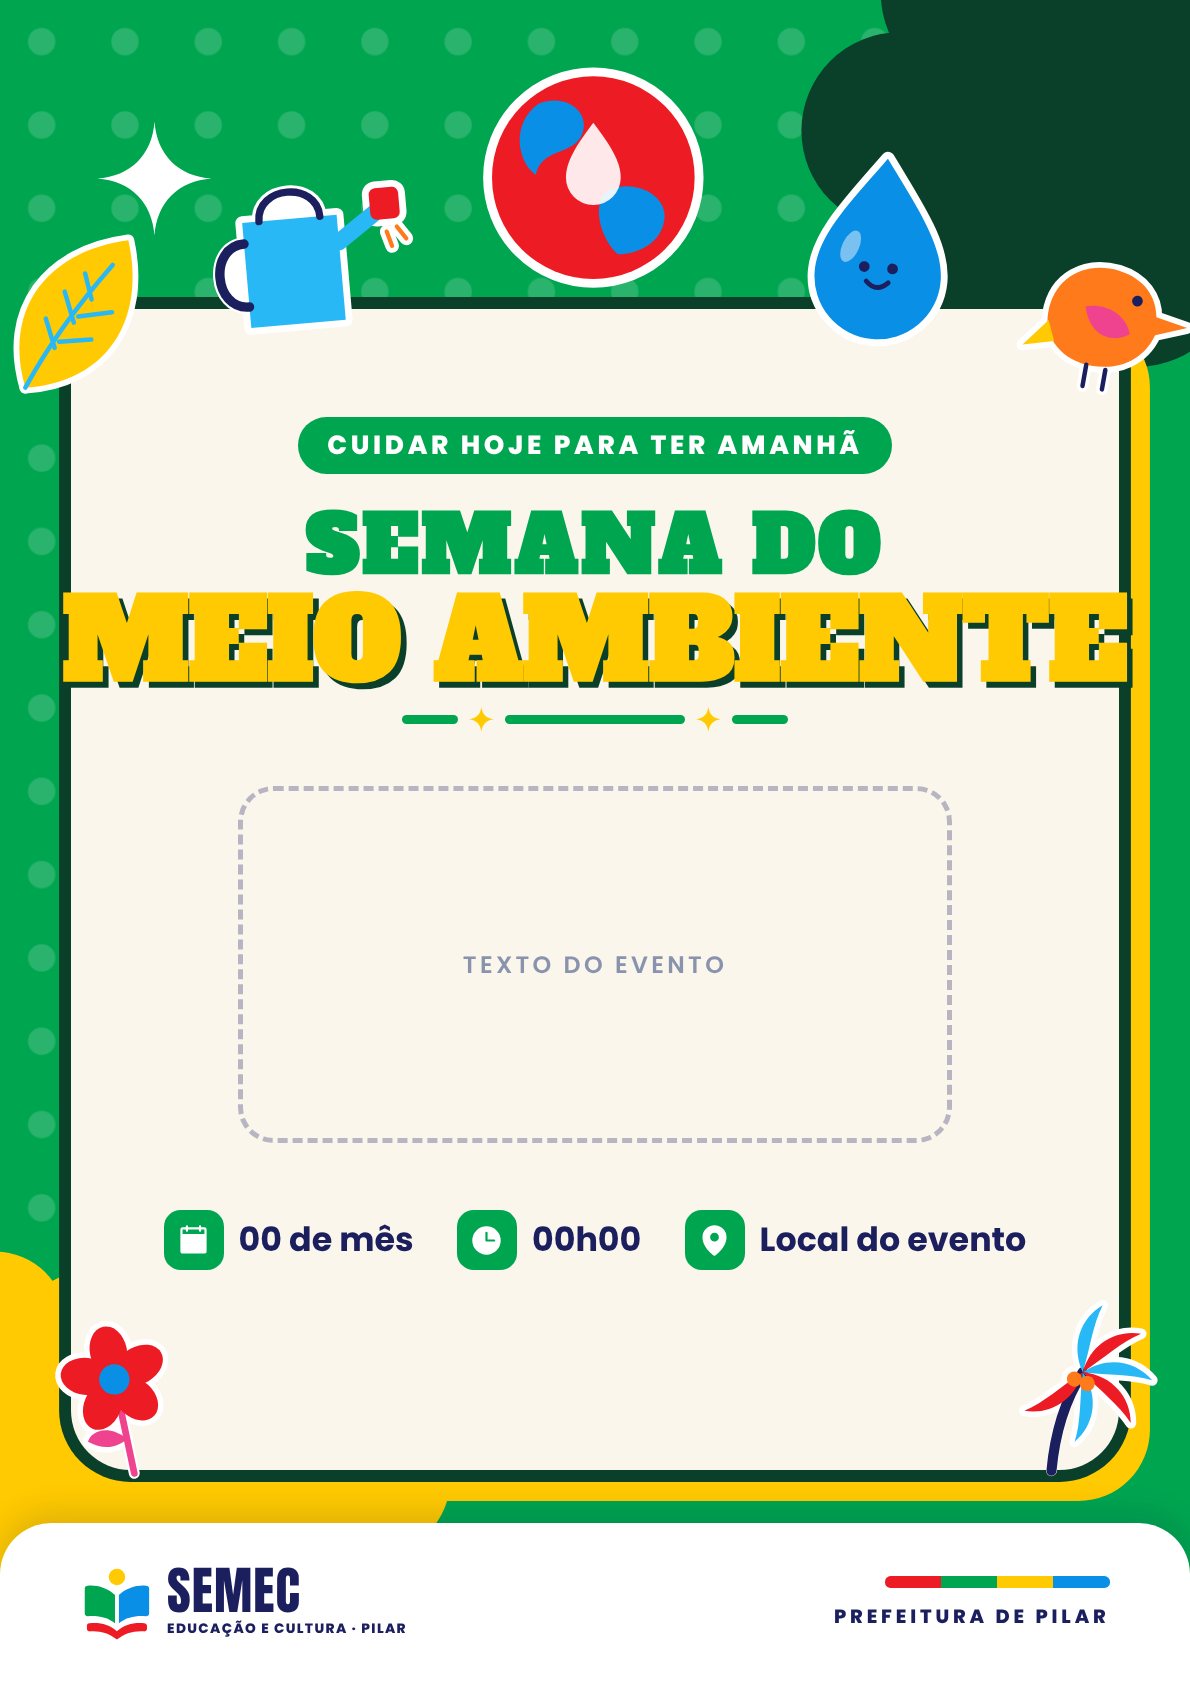 CUIDAR HOJE PARA TER AMANHÃ
SEMANA DO
MEIO AMBIENTE
TEXTO DO EVENTO
00 de mês
00h00
Local do evento
SEMEC
EDUCAÇÃO E CULTURA · PILAR
PREFEITURA DE PILAR